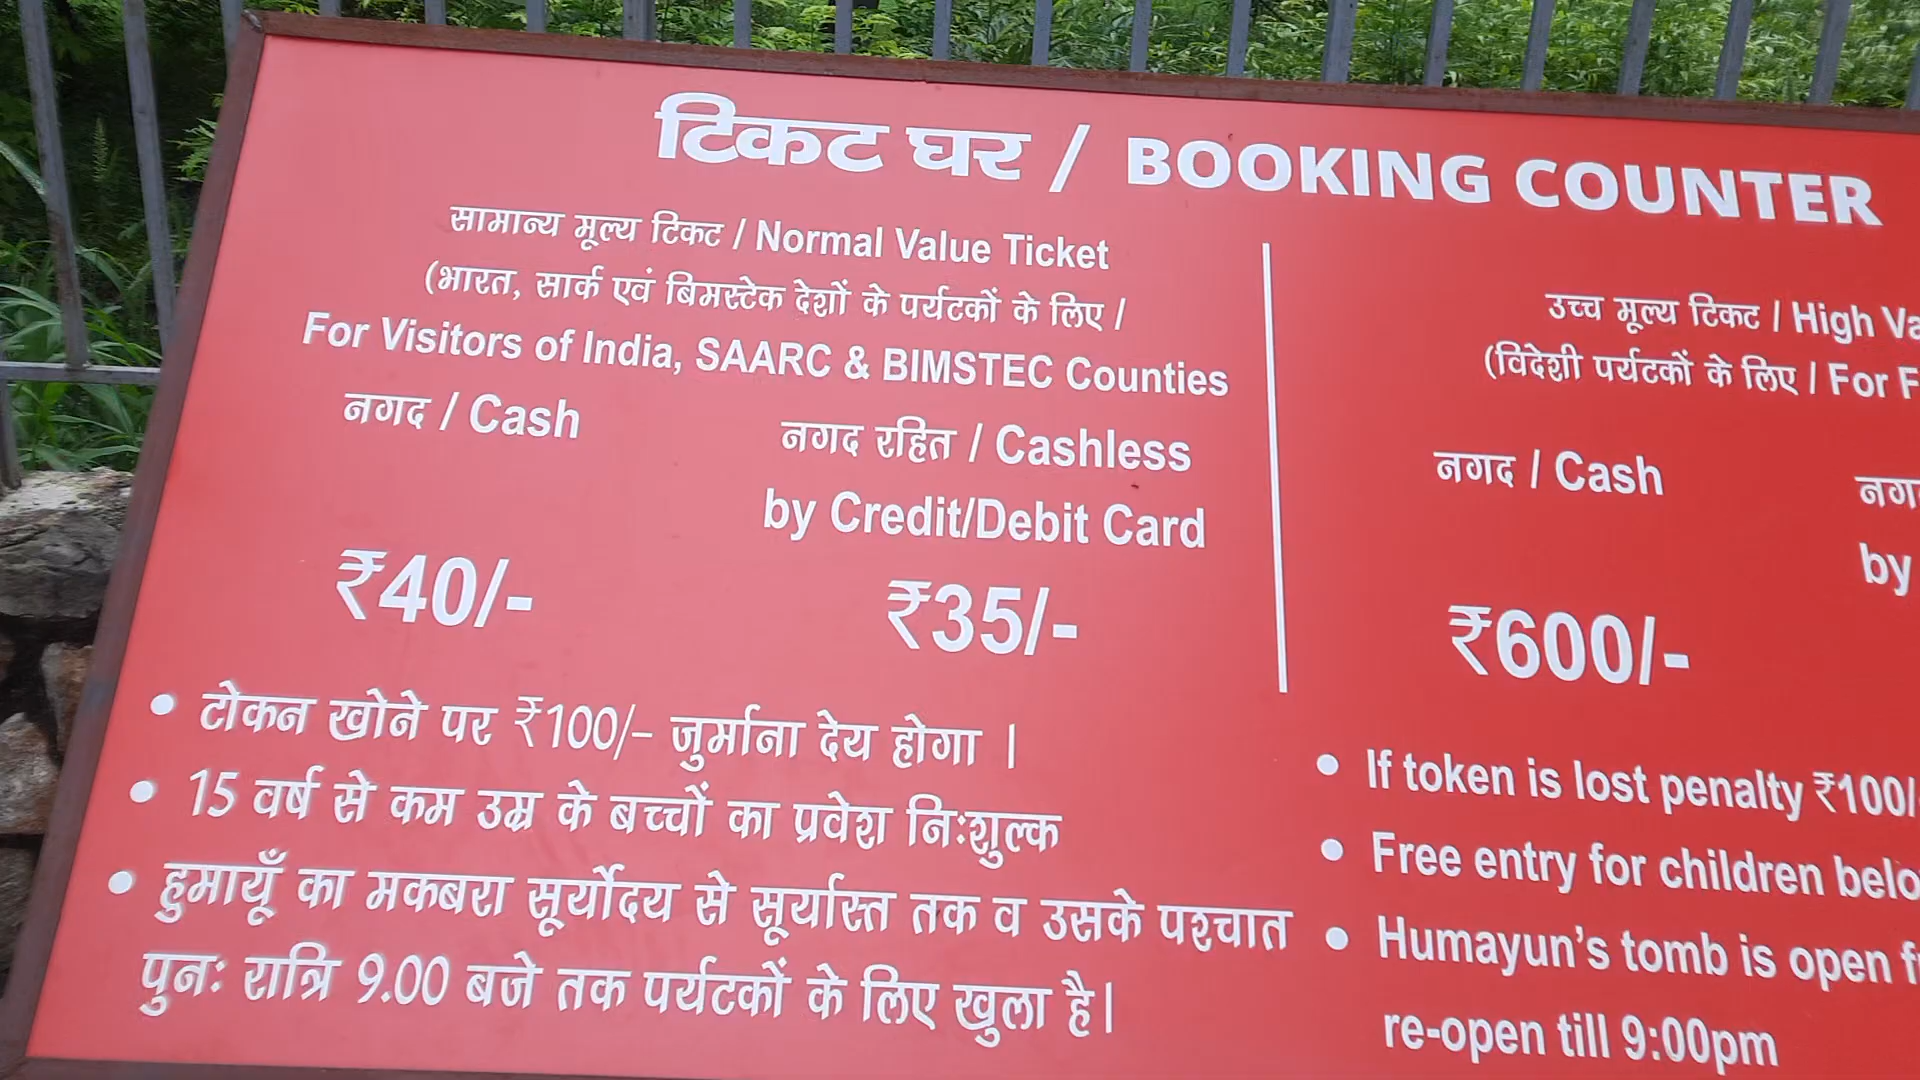 टिकट घर / BOOKING COUNTER
सामान्य मूल्य टिकट / Normal Value Ticket
(भारत, सार्क एवं बिमस्टेक देशों के पर्यटकों के लिए /
For Visitors of India, SAARC & BIMSTEC Counties
नगद / Cash
नगद रहित / Cashless
by Credit/Debit Card
₹40/-
₹35/-
उच्च मूल्य टिकट / High
(विदेशी पर्यटकों के लिए / For
नगद / Cash
by
₹600/-
• टोकन खोने पर ₹100/- जुर्माना देय होगा ।
• 15 वर्ष से कम उम्र के बच्चों का प्रवेश निःशुल्क
• हुमायूँ का मकबरा सूर्योदय से सूर्यास्त तक व उसके पश्चात
पुनः रात्रि 9.00 बजे तक पर्यटकों के लिए खुला है।
• If token is lost penalty ₹100/
• Free entry for children
• Humayun's tomb is open
re-open till 9:00pm